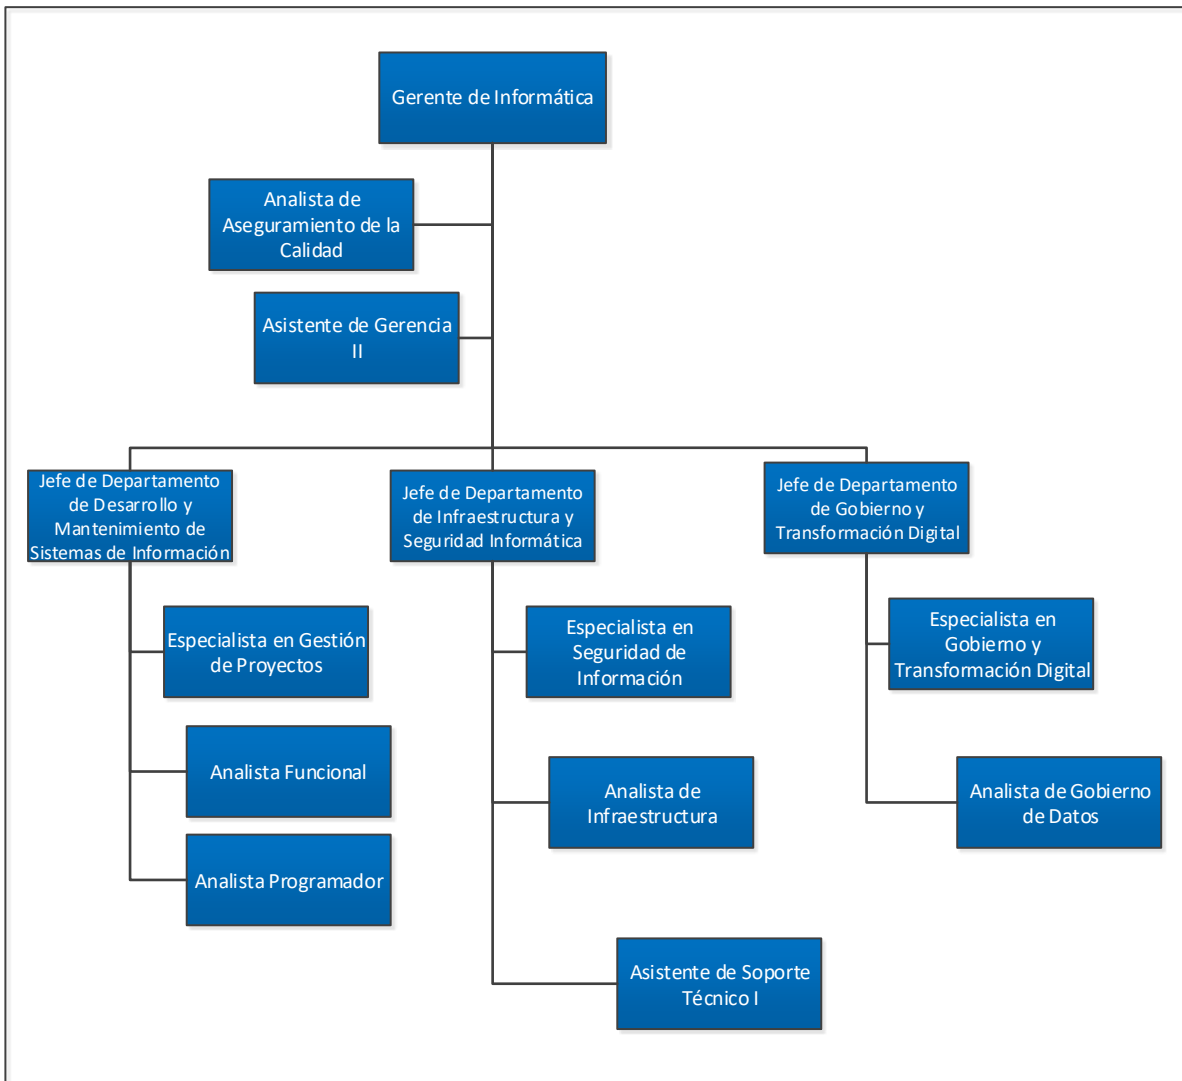 Gerente de Informática
Analista de
Aseguramiento de la
Calidad
Asistente de Gerencia
II
Jefe de Departamento
de Desarrollo y
Mantenimiento de
Sistemas de Información
Jefe de Departamento
de Infraestructura y
Seguridad Informática
Jefe de Departamento
de Gobierno y
Transformación Digital
Especialista en Gestión
de Proyectos
Especialista en
Seguridad de
Información
Especialista en
Gobierno y
Transformación Digital
Analista Funcional
Analista de
Infraestructura
Analista de Gobierno
de Datos
Analista Programador
Asistente de Soporte
Técnico I